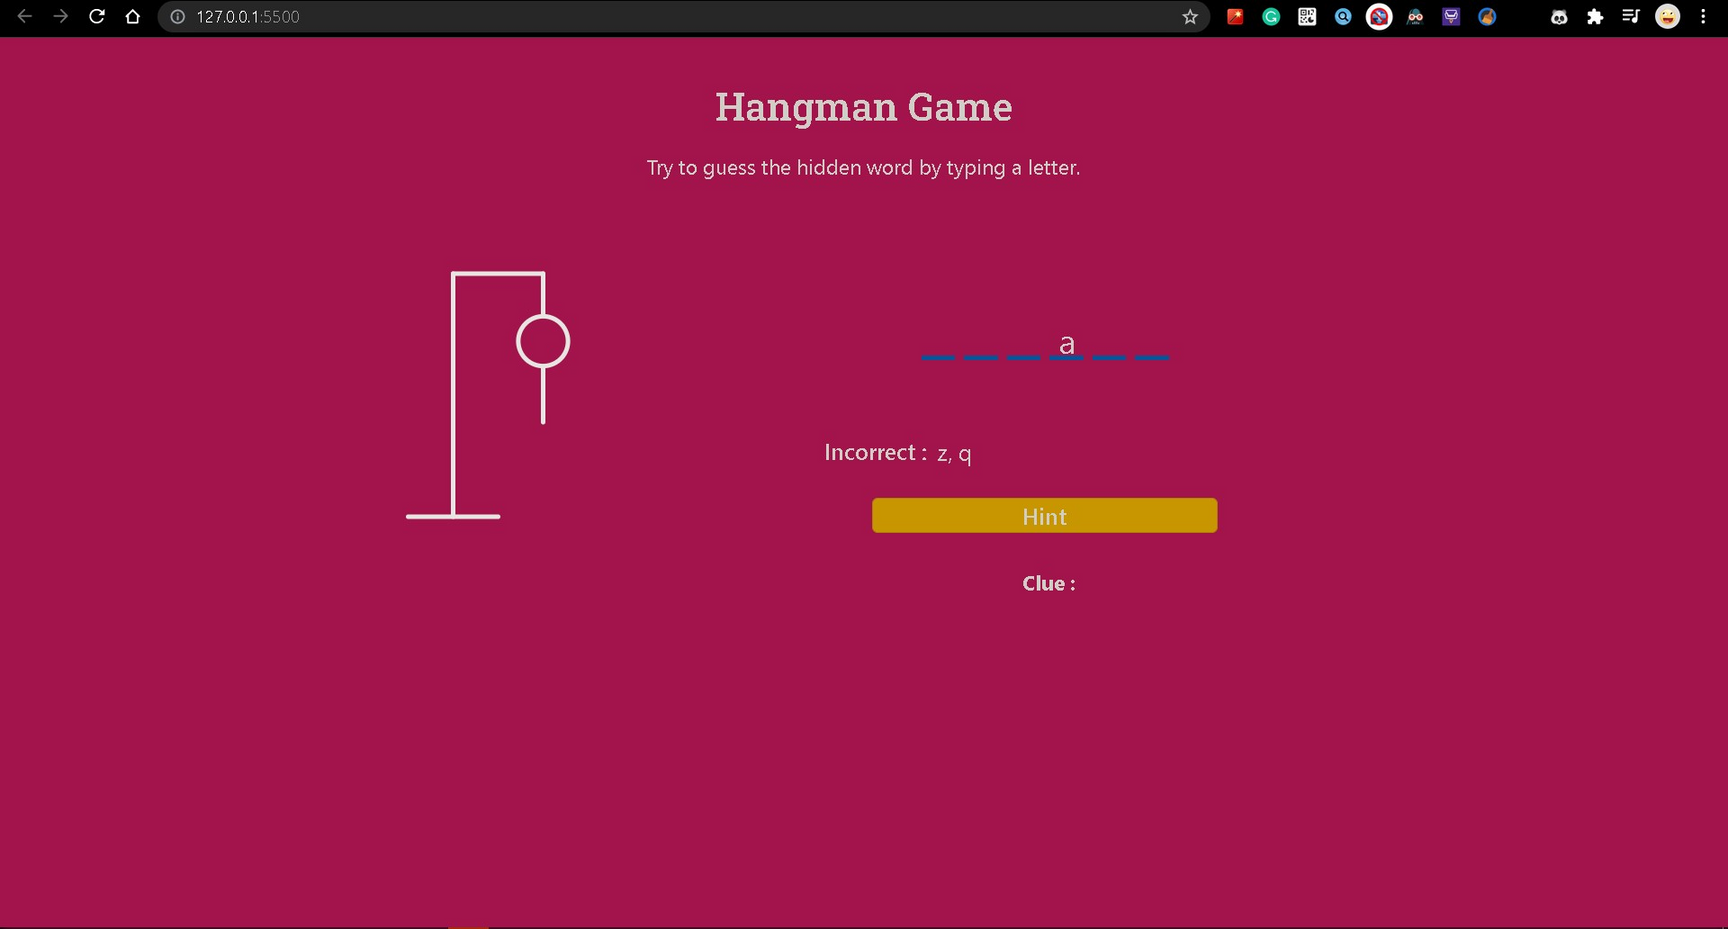 127.0.0.1:5500
Hangman Game
Try to guess the hidden word by typing a letter.
a
Incorrect : z, q
Hint
Clue :